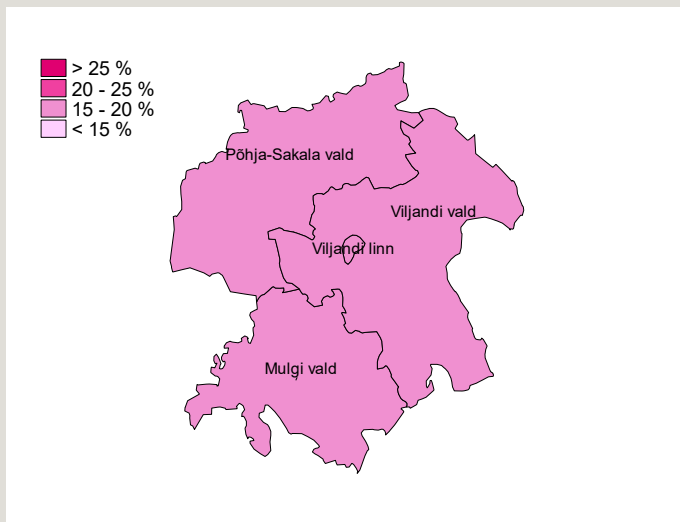 > 25 %
20 - 25 %
15 - 20 %
< 15 %
Põhja-Sakala vald
Viljandi vald
Viljandi linn
Mulgi vald